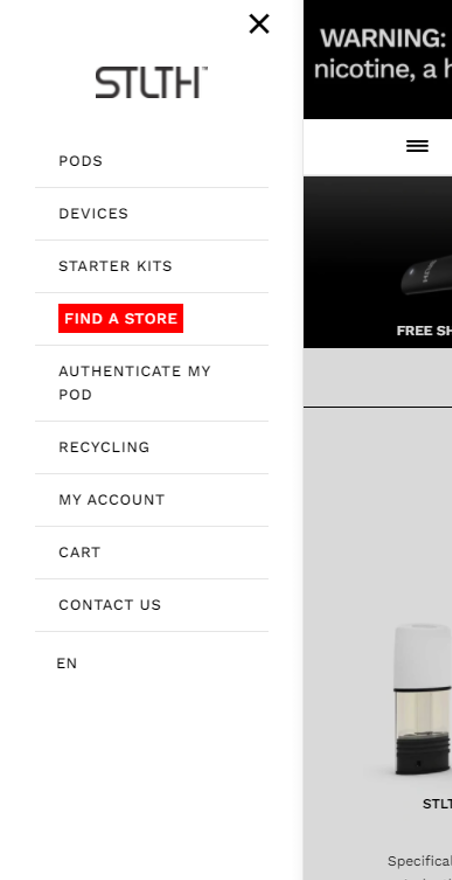 STLTH™
PODS
DEVICES
STARTER KITS
FIND A STORE
AUTHENTICATE MY
POD
RECYCLING
MY ACCOUNT
CART
CONTACT US
EN
WARNING:
nicotine, a h
FREE SH
STLT
Specifical